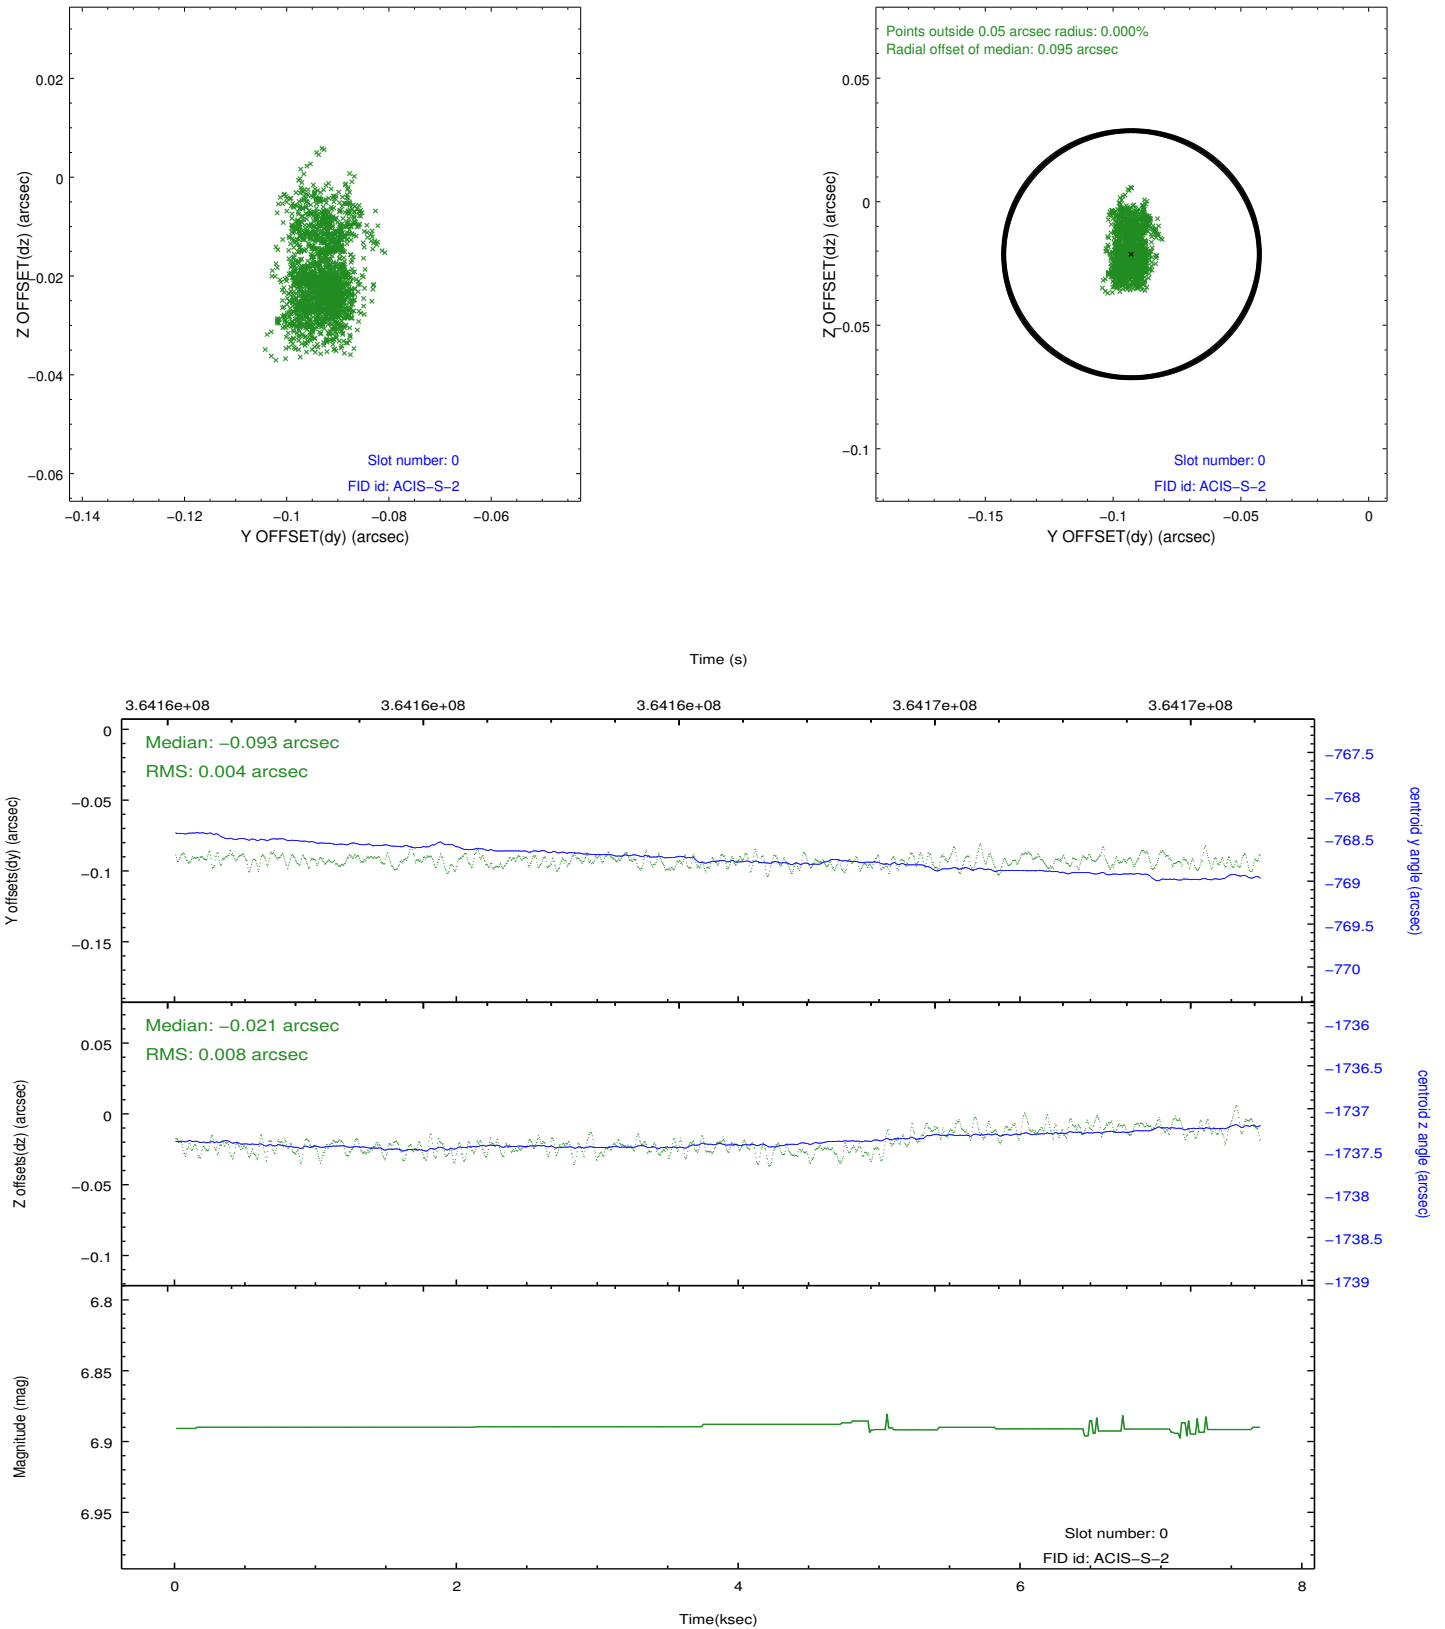 0.02
0
−0.02
−0.04
−0.06
Z OFFSET(dz) (arcsec)
Slot number: 0
FID id: ACIS−S−2
−0.14
−0.12
−0.1
−0.08
−0.06
Y OFFSET(dy) (arcsec)
Points outside 0.05 arcsec radius: 0.000%
Radial offset of median: 0.095 arcsec
0.05
0
−0.05
−0.1
Z OFFSET(dz) (arcsec)
Slot number: 0
FID id: ACIS−S−2
−0.15
−0.1
−0.05
0
Y OFFSET(dy) (arcsec)
Time (s)
3.6416e+08
3.6416e+08
3.6416e+08
3.6417e+08
3.6417e+08
Median: −0.093 arcsec
RMS: 0.004 arcsec
0
−0.05
−0.1
−0.15
Y offsets(dy) (arcsec)
−767.5
−768
−768.5
−769
−769.5
−770
centroid y angle (arcsec)
Median: −0.021 arcsec
RMS: 0.008 arcsec
0.05
0
−0.05
−0.1
Z offsets(dz) (arcsec)
−1736
−1736.5
−1737
−1737.5
−1738
−1738.5
−1739
centroid z angle (arcsec)
6.8
6.85
6.9
6.95
Magnitude (mag)
Slot number: 0
FID id: ACIS−S−2
0
2
4
6
8
Time(ksec)